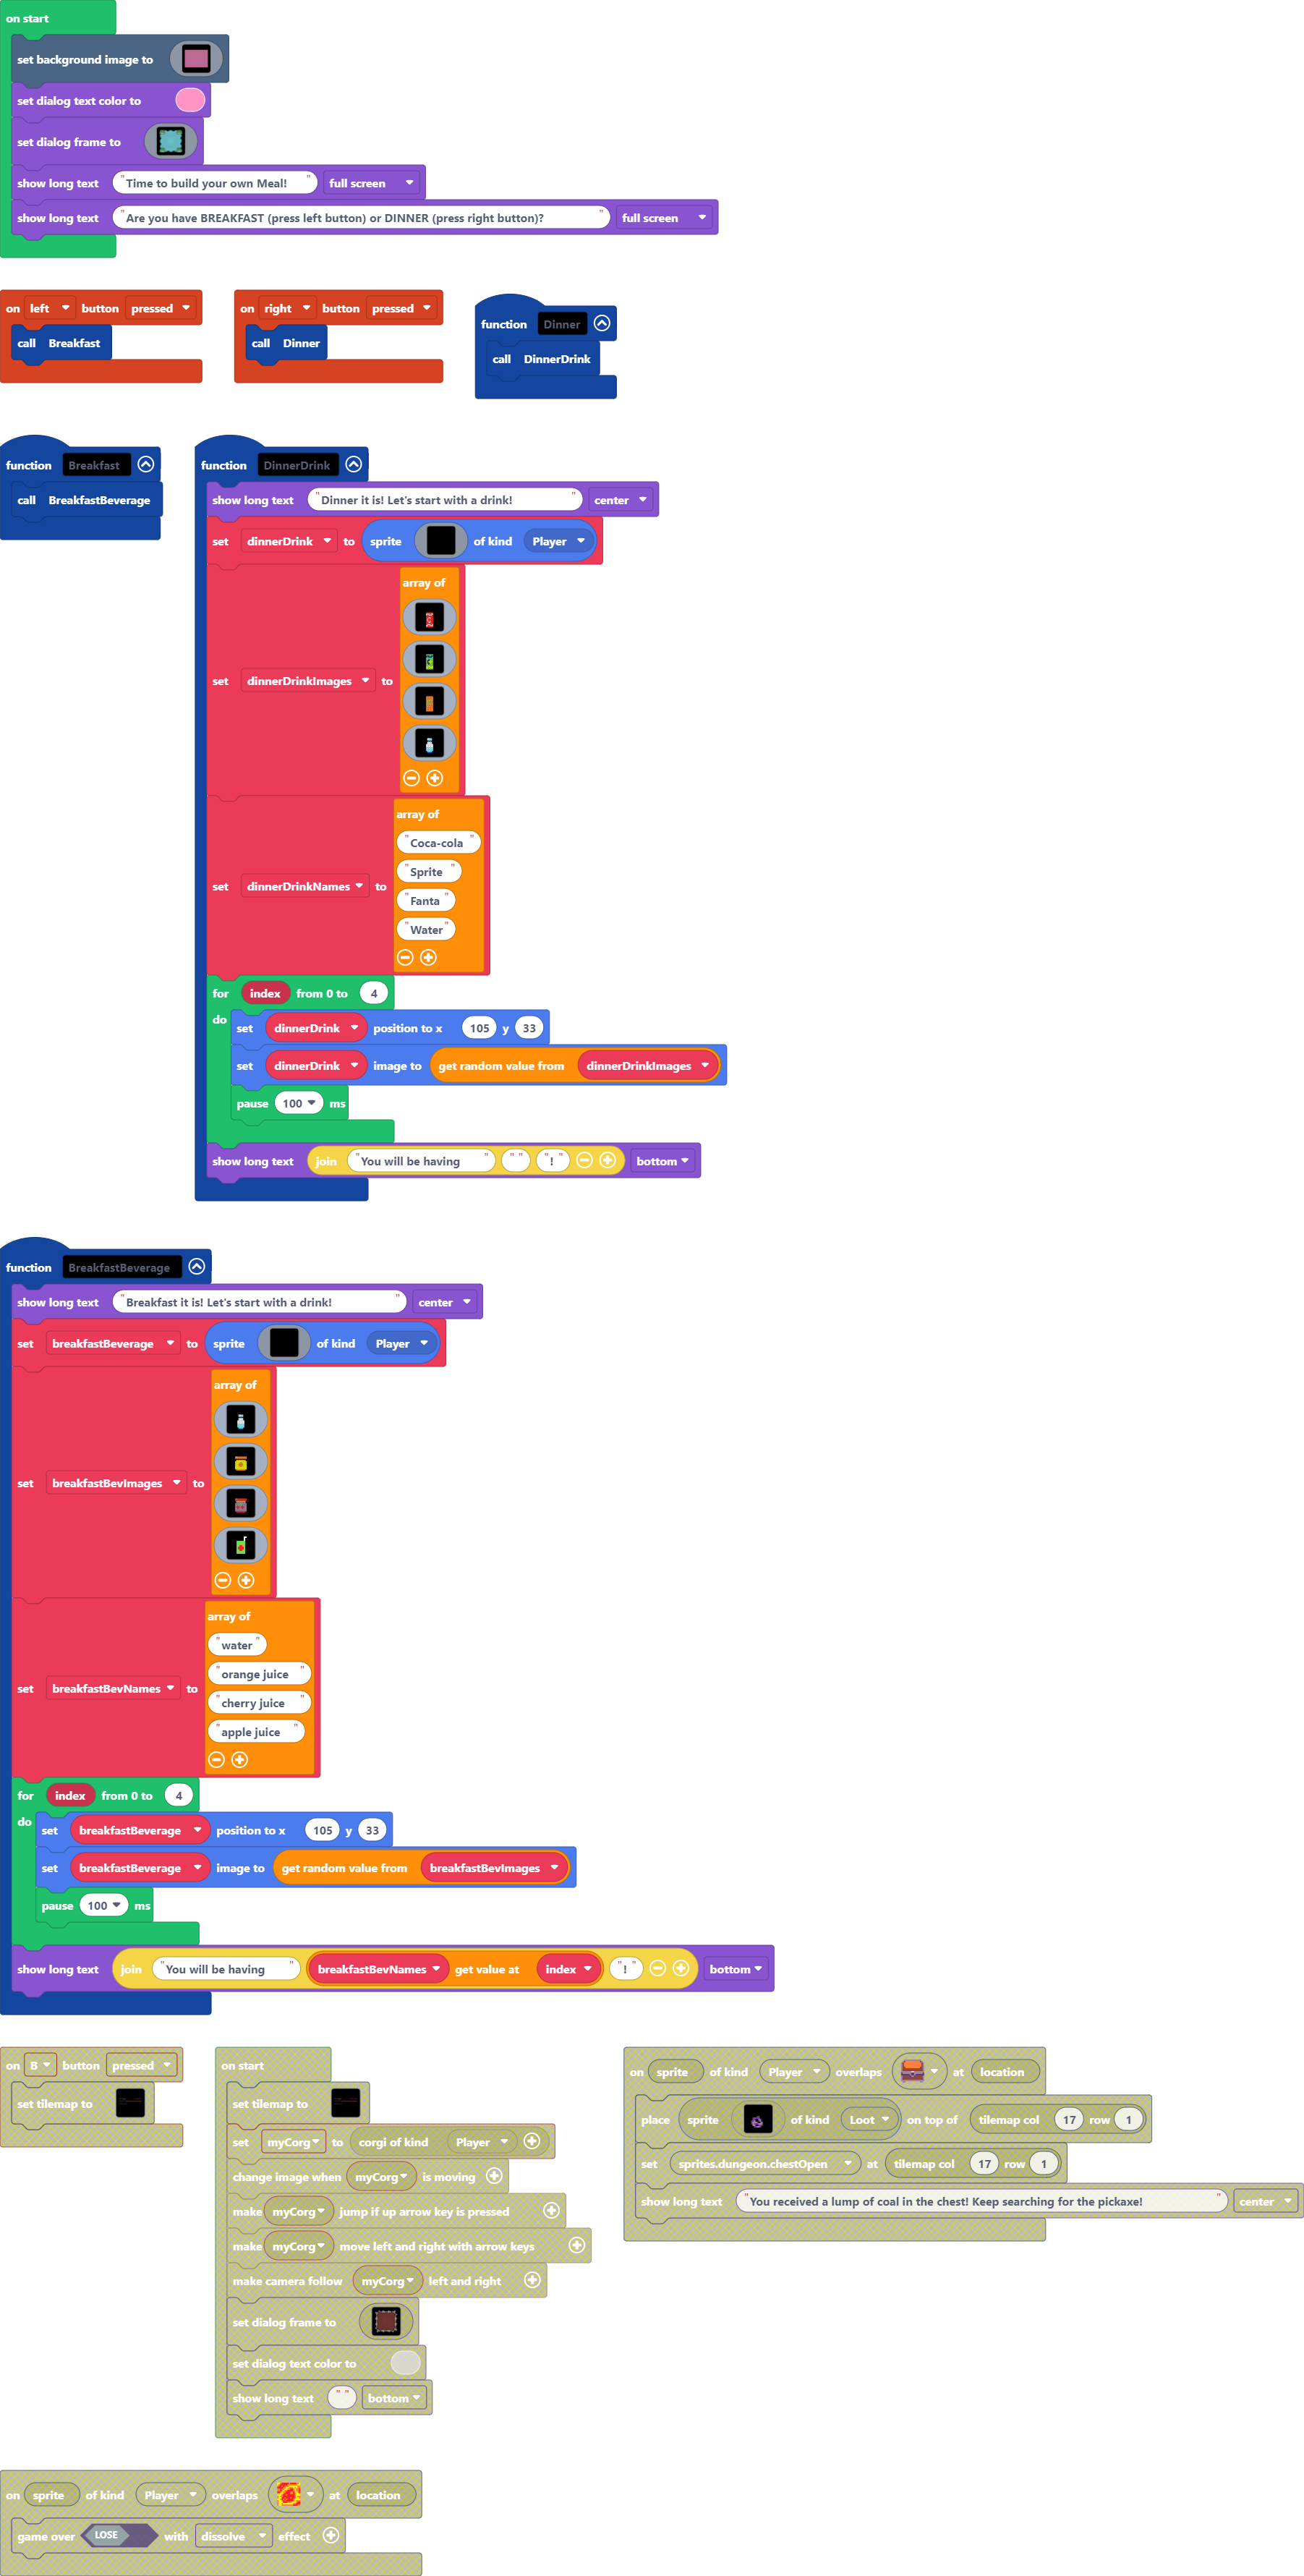 on start
set background image to
set dialog text color to
set dialog frame to
show long text "Time to build your own Meal!" full screen
show long text "Are you have BREAKFAST (press left button) or DINNER (press right button)?" full screen
on left button pressed
call Breakfast
on right button pressed
call Dinner
function Dinner
call DinnerDrink
function Breakfast
call BreakfastBeverage
function DinnerDrink
show long text "Dinner it is! Let's start with a drink!" center
set dinnerDrink to sprite of kind Player
array of
set dinnerDrinkImages to
array of
"Coca-cola"
"Sprite"
set dinnerDrinkNames to
"Fanta"
"Water"
for index from 0 to 4
do
set dinnerDrink position to x 105 y 33
set dinnerDrink image to get random value from dinnerDrinkImages
pause 100 ms
show long text join "You will be having " " " "!" bottom
function BreakfastBeverage
show long text "Breakfast it is! Let's start with a drink!" center
set breakfastBeverage to sprite of kind Player
array of
set breakfastBevImages to
array of
"water"
"orange juice"
set breakfastBevNames to
"cherry juice"
"apple juice"
for index from 0 to 4
do
set breakfastBeverage position to x 105 y 33
set breakfastBeverage image to get random value from breakfastBevImages
pause 100 ms
show long text join "You will be having " breakfastBevNames get value at index "!" bottom
on B button pressed
set tilemap to
on start
set tilemap to
set myCorg to corgi of kind Player
change image when myCorg is moving
make myCorg jump if up arrow key is pressed
make myCorg move left and right with arrow keys
make camera follow myCorg left and right
set dialog frame to
set dialog text color to
show long text " " bottom
on sprite of kind Player overlaps at location
place sprite of kind Loot on top of tilemap col 17 row 1
set sprites.dungeon.chestOpen at tilemap col 17 row 1
show long text "You received a lump of coal in the chest! Keep searching for the pickaxe!" center
on sprite of kind Player overlaps at location
game over LOSE with dissolve effect